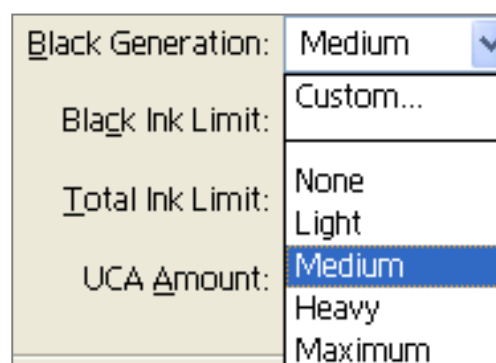 Black Generation: Medium
Custom...
Black Ink Limit:
None
Total Ink Limit:
Light
Medium
UCA Amount:
Heavy
Maximum